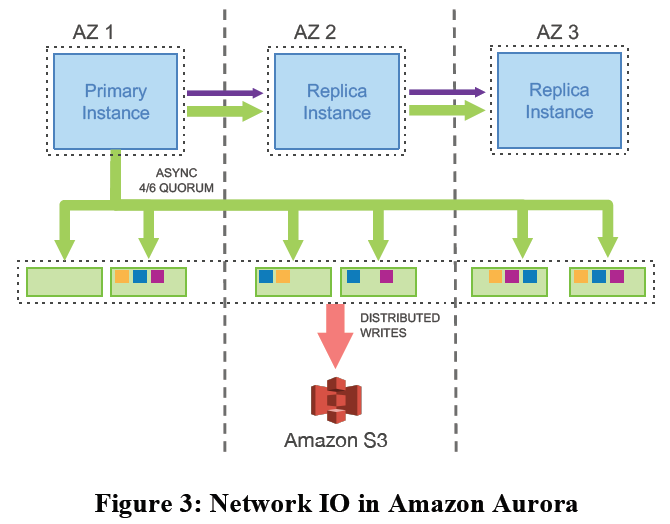 AZ 1
AZ 2
AZ 3
Primary
Instance
Replica
Instance
Replica
Instance
ASYNC
4/6 QUORUM
DISTRIBUTED
WRITES
Amazon S3
Figure 3: Network IO in Amazon Aurora